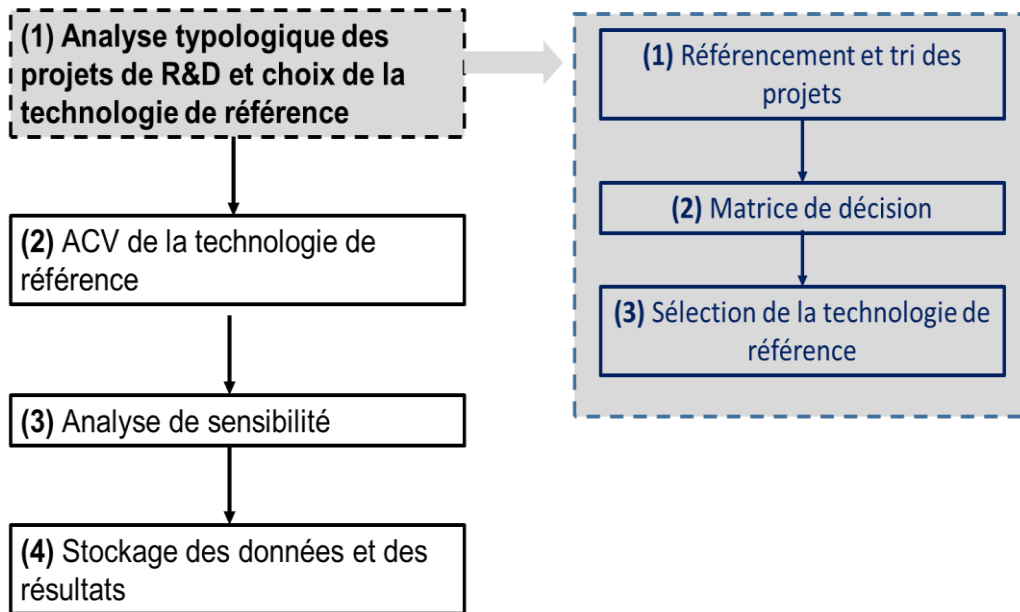 (1) Analyse typologique des
projets de R&D et choix de la
technologie de référence
(2) ACV de la technologie de
référence
(3) Analyse de sensibilité
(4) Stockage des données et des
résultats
(1) Référencement et tri des
projets
(2) Matrice de décision
(3) Sélection de la technologie de
référence